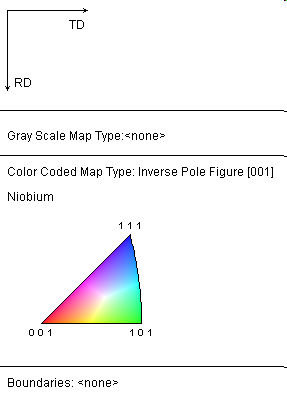 TD
RD
Gray Scale Map Type:<none>
Color Coded Map Type: Inverse Pole Figure [001]
Niobium
1 1 1
0 0 1 1 0 1
Boundaries: <none>